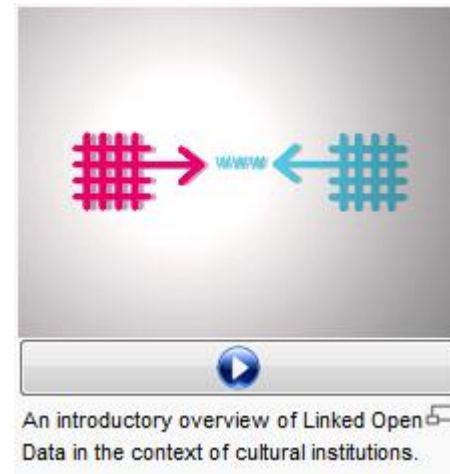 www
An introductory overview of Linked Open
Data in the context of cultural institutions.